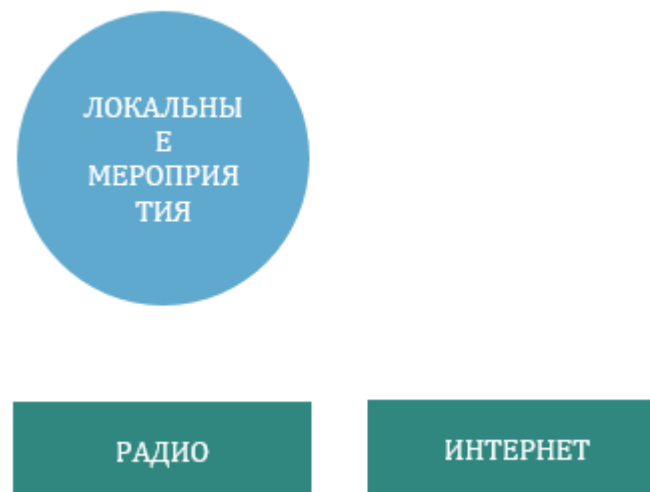 ЛОКАЛЬНЫ
Е
МЕРОПРИЯ
ТИЯ
РАДИО
ИНТЕРНЕТ